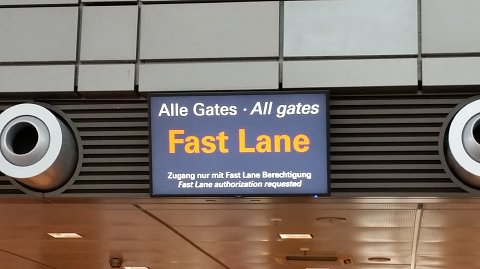 Alle Gates · All gates
Fast Lane
Zugang nur mit Fast Lane Berechtigung
Fast Lane authorization requested